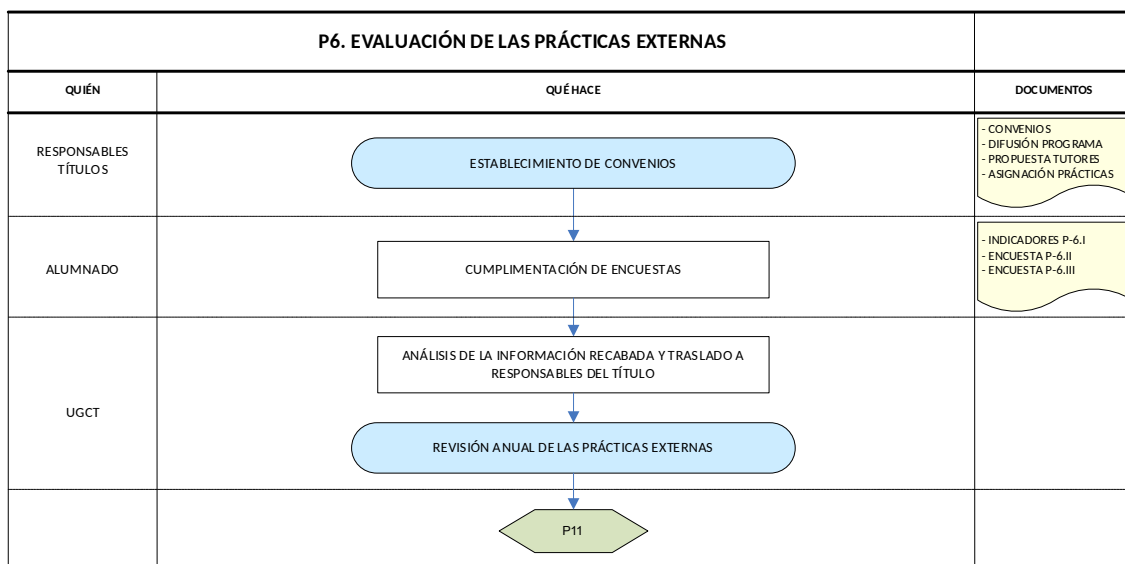 P6. EVALUACIÓN DE LAS PRÁCTICAS EXTERNAS
QUIÉN
QUÉ HACE
DOCUMENTOS
RESPONSABLES
TÍTULOS
ESTABLECIMIENTO DE CONVENIOS
- CONVENIOS
- DIFUSIÓN PROGRAMA
- PROPUESTA TUTORES
- ASIGNACIÓN PRÁCTICAS
ALUMNADO
CUMPLIMENTACIÓN DE ENCUESTAS
- INDICADORES P-6.I
- ENCUESTA P-6.II
- ENCUESTA P-6.III
UGCT
ANÁLISIS DE LA INFORMACIÓN RECABADA Y TRASLADO A
RESPONSABLES DEL TÍTULO
REVISIÓN ANUAL DE LAS PRÁCTICAS EXTERNAS
P11